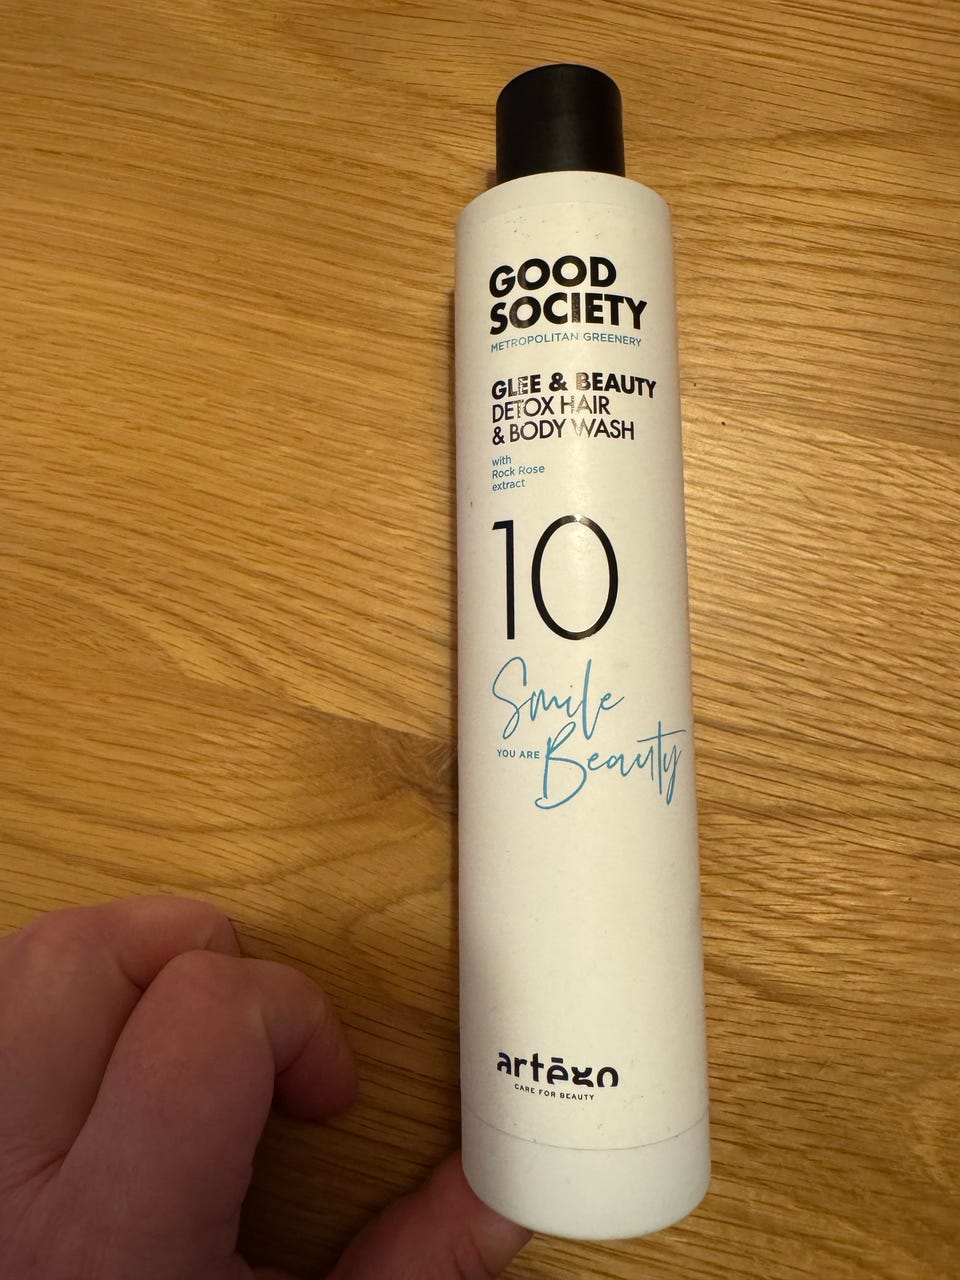 GOOD
SOCIETY
METROPOLITAN GREENERY
GLEE & BEAUTY
DETOX HAIR
& BODY WASH
with
Rock Rose
extract
10
Smile
YOU ARE Beauty
artēgo
CARE FOR BEAUTY